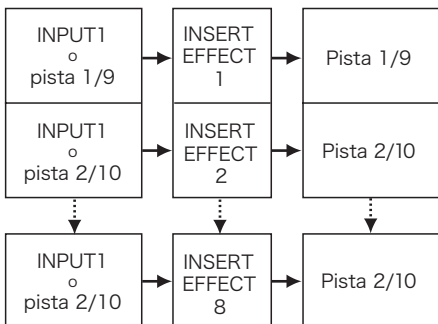 INPUT1
o
pista 1/9
INSERT
EFFECT
1
Pista 1/9
INPUT1
o
pista 2/10
INSERT
EFFECT
2
Pista 2/10
INPUT1
o
pista 2/10
INSERT
EFFECT
8
Pista 2/10